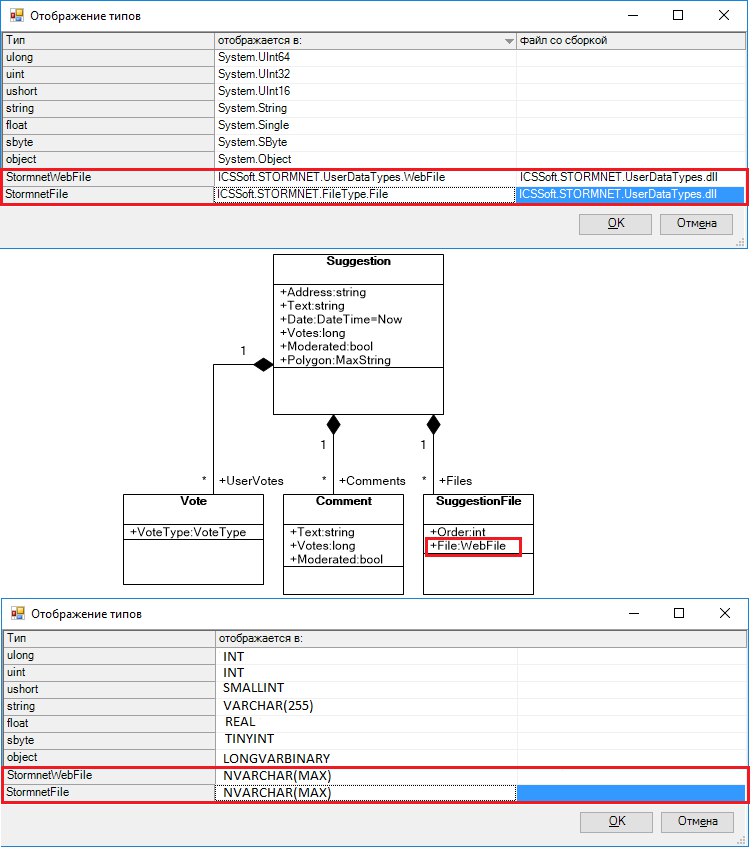 Отображение типов
Тип отображается в: файл со сборкой
ulong System.UInt64
uint System.UInt32
ushort System.UInt16
string System.String
float System.Single
sbyte System.SByte
object System.Object
StormnetWebFile ICSSoft.STORMNET.UserDataTypes.WebFile ICSSoft.STORMNET.UserDataTypes.dll
StormnetFile ICSSoft.STORMNET.FileType.File ICSSoft.STORMNET.UserDataTypes.dll
OK Отмена
Suggestion
+Address:string
+Text:string
+Date:DateTime=Now
+Votes:long
+Moderated:bool
+Polygon:MaxString
1
1 1
* +UserVotes * +Comments * +Files
Vote Comment SuggestionFile
+VoteType:VoteType +Text:string +Order:int
+Votes:long +File:WebFile
+Moderated:bool
Отображение типов
Тип отображается в:
ulong INT
uint INT
ushort SMALLINT
string VARCHAR(255)
float REAL
sbyte TINYINT
object LONGVARBINARY
StormnetWebFile NVARCHAR(MAX)
StormnetFile NVARCHAR(MAX)
OK Отмена